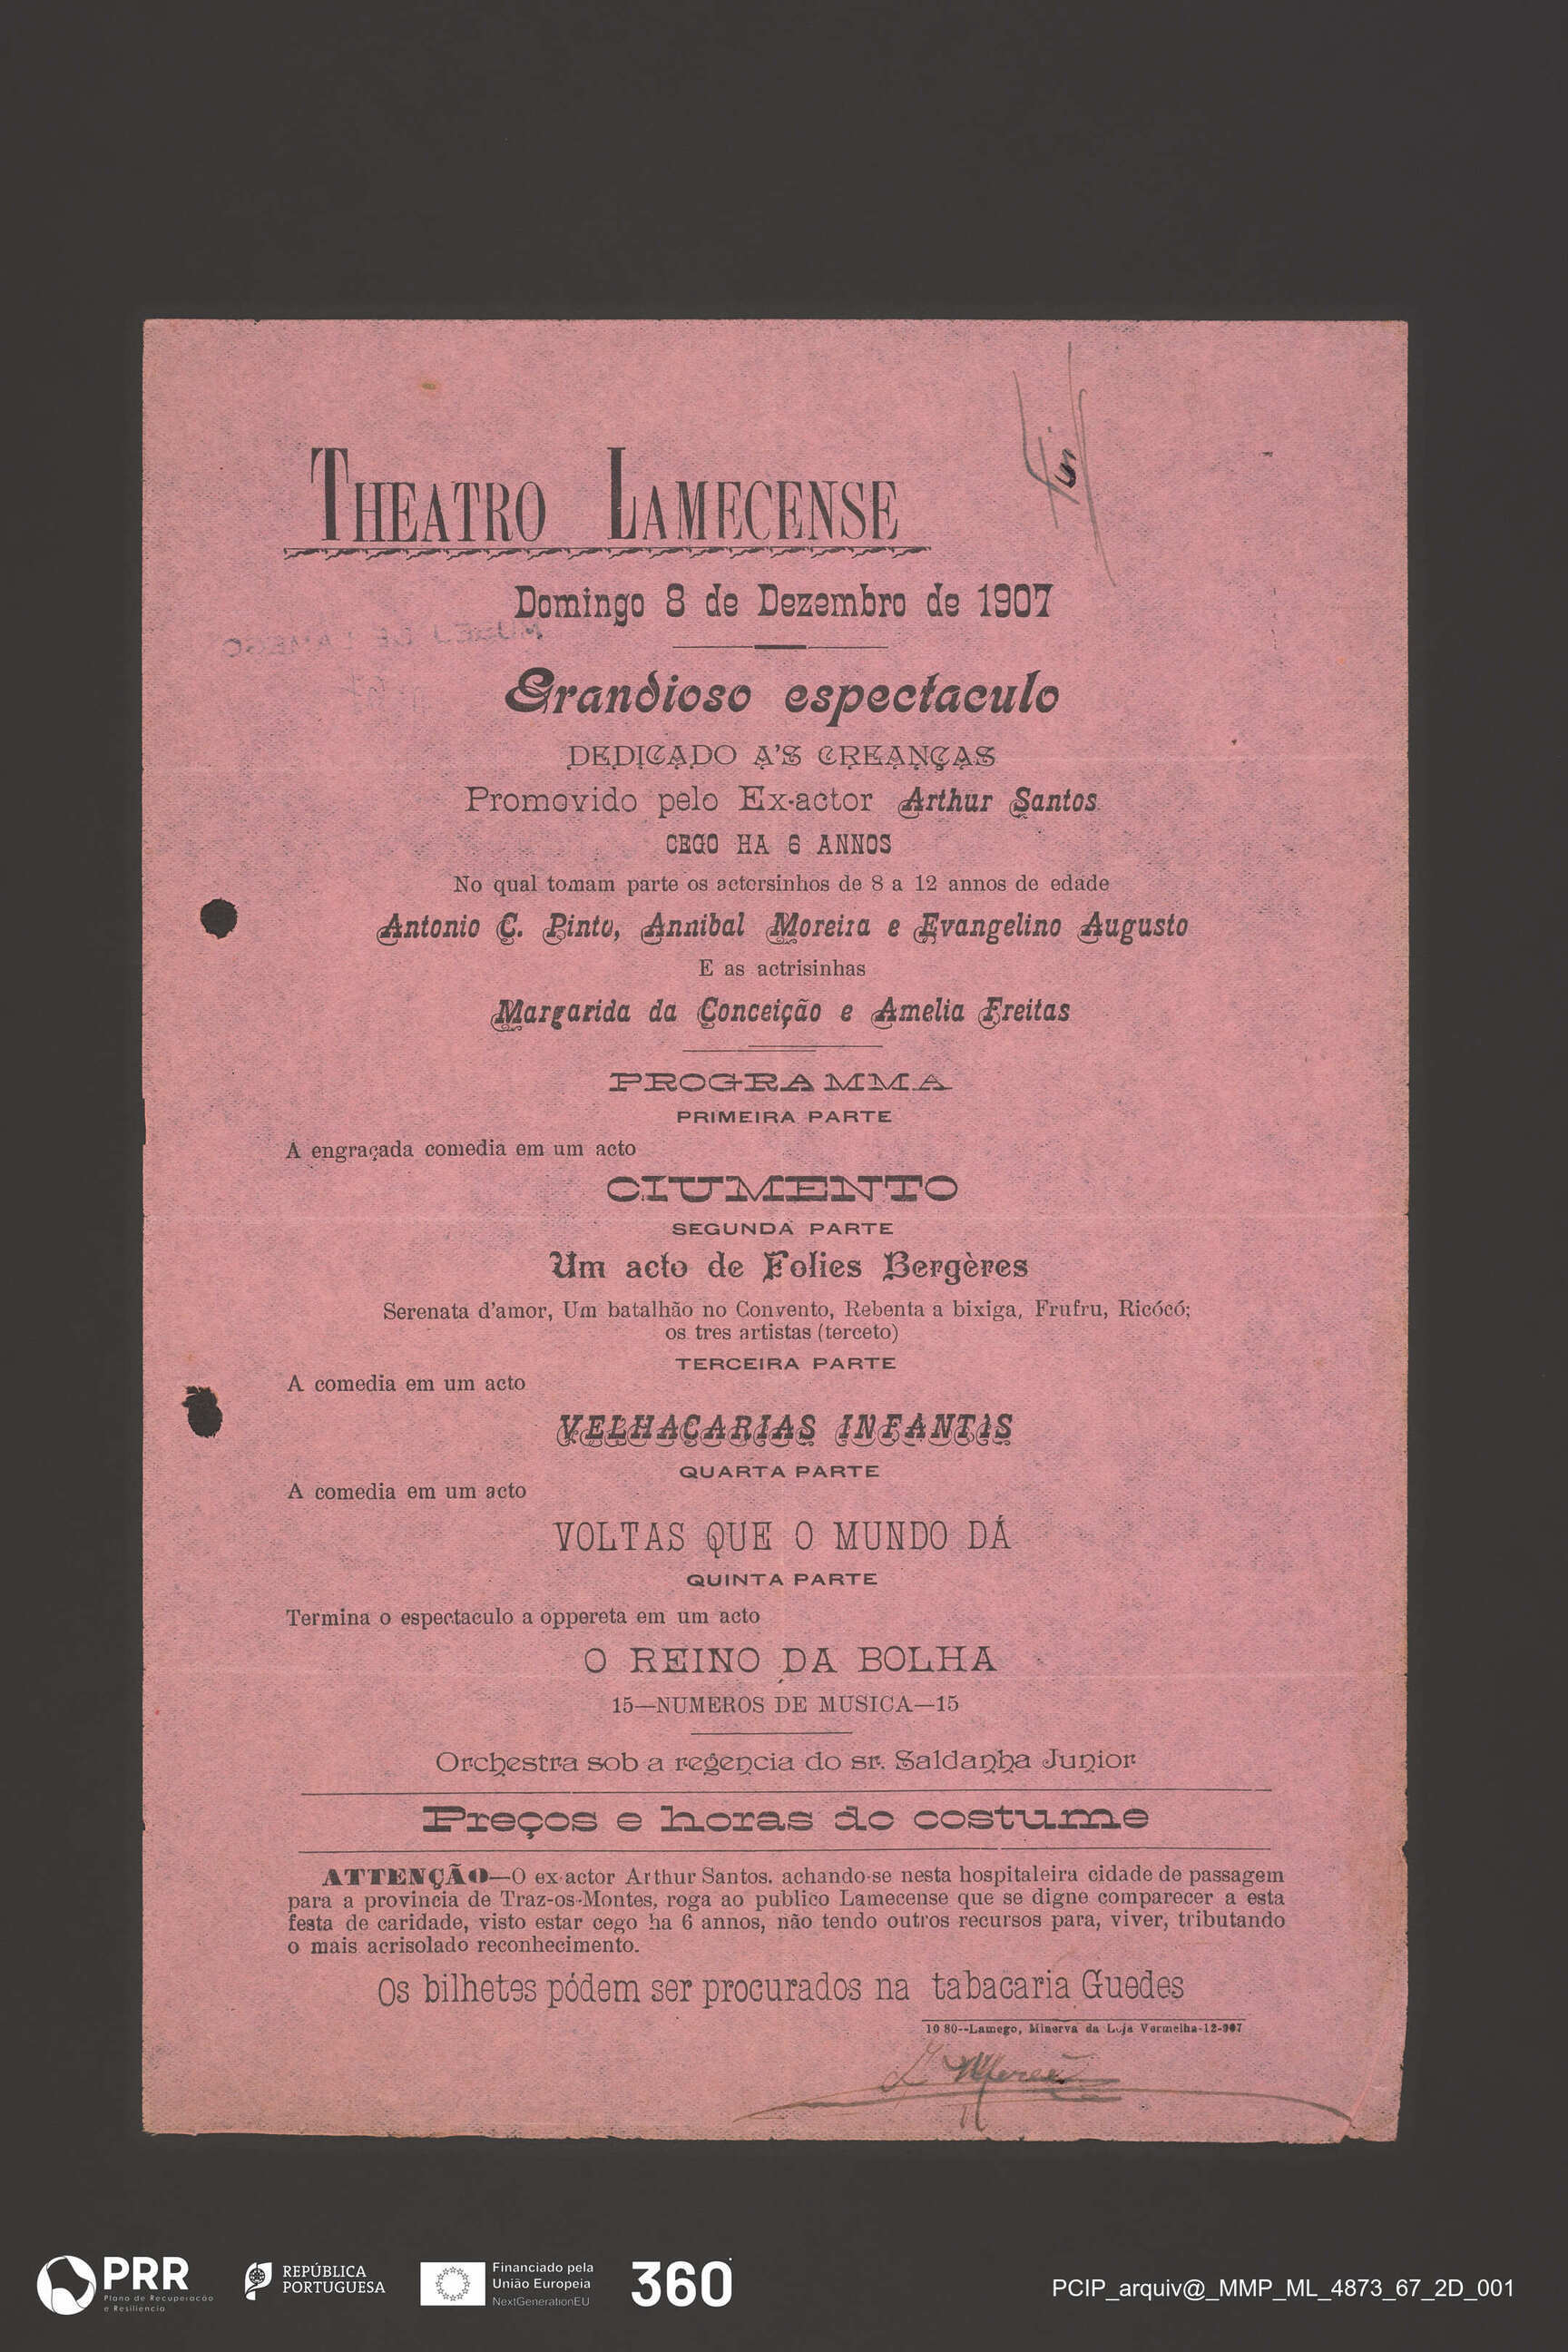 THEATRO LAMECENSE
Domingo 8 de Dezembro de 1907
MUSEU DE LAMEGO
Grandioso espectaculo
DEDICADO A'S CREANÇAS
Promovido pelo Ex-actor Arthur Santos
CEGO HA 6 ANNOS
No qual tomam parte os actorsinhos de 8 a 12 annos de edade
Antonio C. Pinto, Annibal Moreira e Evangelino Augusto
E as actrisinhas
Margarida da Conceição e Amelia Freitas
PROGRAMMA
PRIMEIRA PARTE
A engraçada comedia em um acto
CIUMENTO
SEGUNDA PARTE
Um acto de Folies Bergères
Serenata d'amor, Um batalhão no Convento, Rebenta a bixiga, Frufru, Ricócó;
os tres artistas (terceto)
TERCEIRA PARTE
A comedia em um acto
VELHACARIAS INFANTIS
QUARTA PARTE
A comedia em um acto
VOLTAS QUE O MUNDO DÁ
QUINTA PARTE
Termina o espectaculo a oppereta em um acto
O REINO DA BOLHA
15—NUMEROS DE MUSICA—15
Orchestra sob a regencia do sr. Saldanha Junior
Preços e horas do costume
ATTENÇÃO—O ex-actor Arthur Santos, achando-se nesta hospitaleira cidade de passagem
para a provincia de Traz-os-Montes, roga ao publico Lamecense que se digne comparecer a esta
festa de caridade, visto estar cego ha 6 annos, não tendo outros recursos para, viver, tributando
o mais acrisolado reconhecimento.
Os bilhetes pódem ser procurados na tabacaria Guedes
10 80--Lamego, Minerva da Loja Vermelha-12-907
PRR
Plano de Recuperação
e Resiliência
REPÚBLICA
PORTUGUESA
Financiado pela
União Europeia
NextGenerationEU
360
PCIP_arquiv@_MMP_ML_4873_67_2D_001